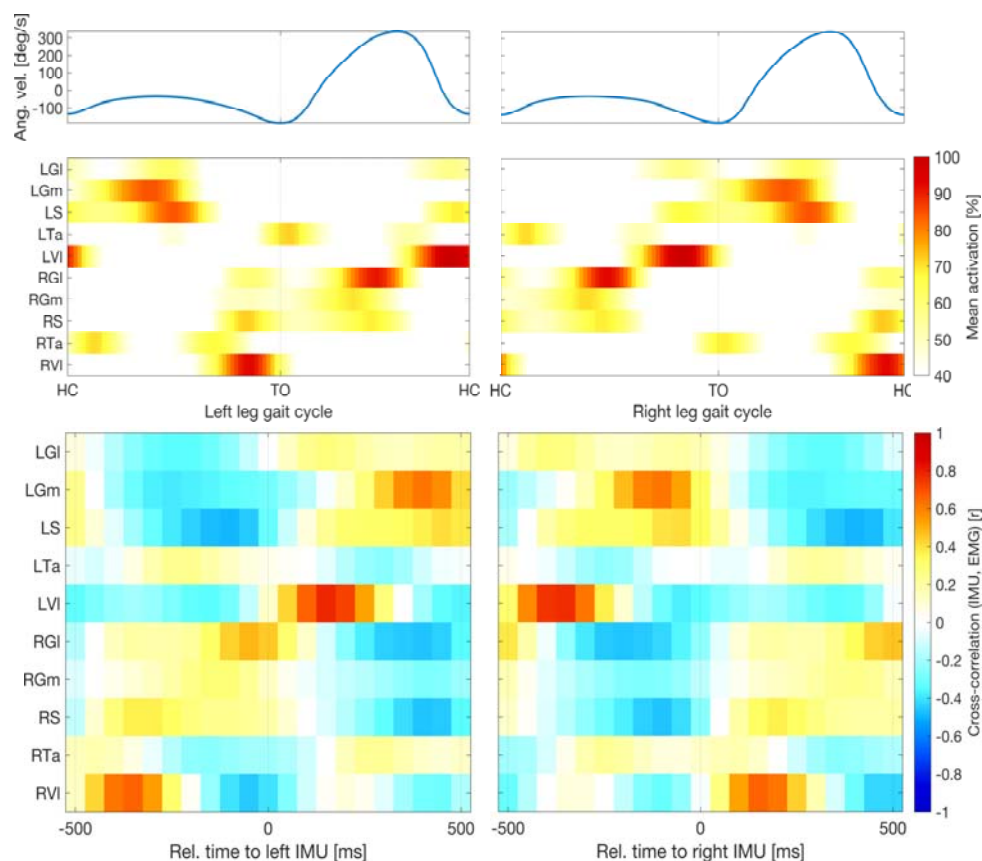 Ang. vel. [deg/s]
300
200
100
0
-100
LGl
LGm
LS
LTa
LVl
RGl
RGm
RS
RTa
RVl
HC TO HC
Left leg gait cycle
HC TO HC
Right leg gait cycle
100
90
80
70
60
50
40
Mean activation [%]
LGl
LGm
LS
LTa
LVl
RGl
RGm
RS
RTa
RVl
-500 0 500
Rel. time to left IMU [ms]
-500 0 500
Rel. time to right IMU [ms]
1
0.8
0.6
0.4
0.2
0
-0.2
-0.4
-0.6
-0.8
-1
Cross-correlation (IMU, EMG) [r]